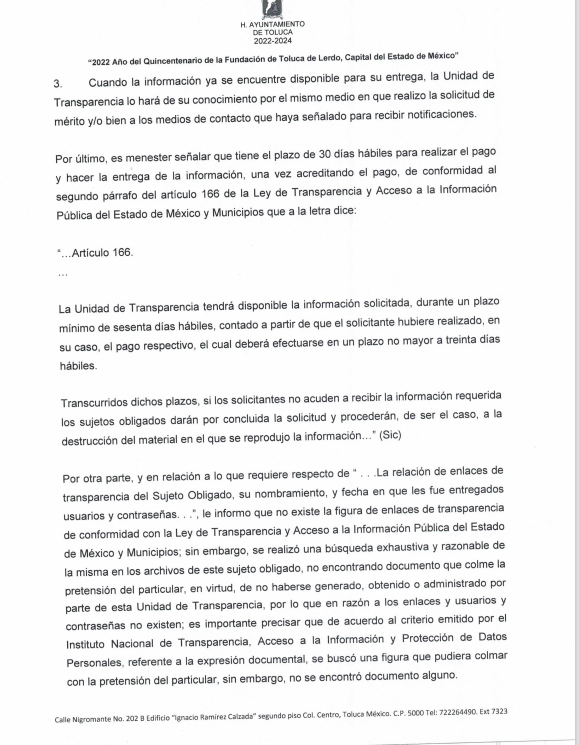 H. AYUNTAMIENTO
DE TOLUCA
2022-2024
"2022 Año del Quincentenario de la Fundación de Toluca de Lerdo, Capital del Estado de México"
3. Cuando la información ya se encuentre disponible para su entrega, la Unidad de
Transparencia lo hará de su conocimiento por el mismo medio en que realizo la solicitud de
mérito y/o bien a los medios de contacto que haya señalado para recibir notificaciones.
Por último, es menester señalar que tiene el plazo de 30 días hábiles para realizar el pago
y hacer la entrega de la información, una vez acreditando el pago, de conformidad al
segundo párrafo del artículo 166 de la Ley de Transparencia y Acceso a la Información
Pública del Estado de México y Municipios que a la letra dice:
"...Artículo 166.
...
La Unidad de Transparencia tendrá disponible la información solicitada, durante un plazo
mínimo de sesenta días hábiles, contado a partir de que el solicitante hubiere realizado, en
su caso, el pago respectivo, el cual deberá efectuarse en un plazo no mayor a treinta días
hábiles.
Transcurridos dichos plazos, si los solicitantes no acuden a recibir la información requerida
los sujetos obligados darán por concluida la solicitud y procederán, de ser el caso, a la
destrucción del material en el que se reprodujo la información..." (Sic)
Por otra parte, y en relación a lo que requiere respecto de " . . .La relación de enlaces de
transparencia del Sujeto Obligado, su nombramiento, y fecha en que les fue entregados
usuarios y contraseñas. . .", le informo que no existe la figura de enlaces de transparencia
de conformidad con la Ley de Transparencia y Acceso a la Información Pública del Estado
de México y Municipios; sin embargo, se realizó una búsqueda exhaustiva y razonable de
la misma en los archivos de este sujeto obligado, no encontrando documento que colme la
pretensión del particular, en virtud, de no haberse generado, obtenido o administrado por
parte de esta Unidad de Transparencia, por lo que en razón a los enlaces y usuarios y
contraseñas no existen; es importante precisar que de acuerdo al criterio emitido por el
Instituto Nacional de Transparencia, Acceso a la Información y Protección de Datos
Personales, referente a la expresión documental, se buscó una figura que pudiera colmar
con la pretensión del particular, sin embargo, no se encontró documento alguno.
Calle Nigromante No. 202 B Edificio "Ignacio Ramírez Calzada" segundo piso Col. Centro, Toluca México. C.P. 5000 Tel: 722264490. Ext 7323